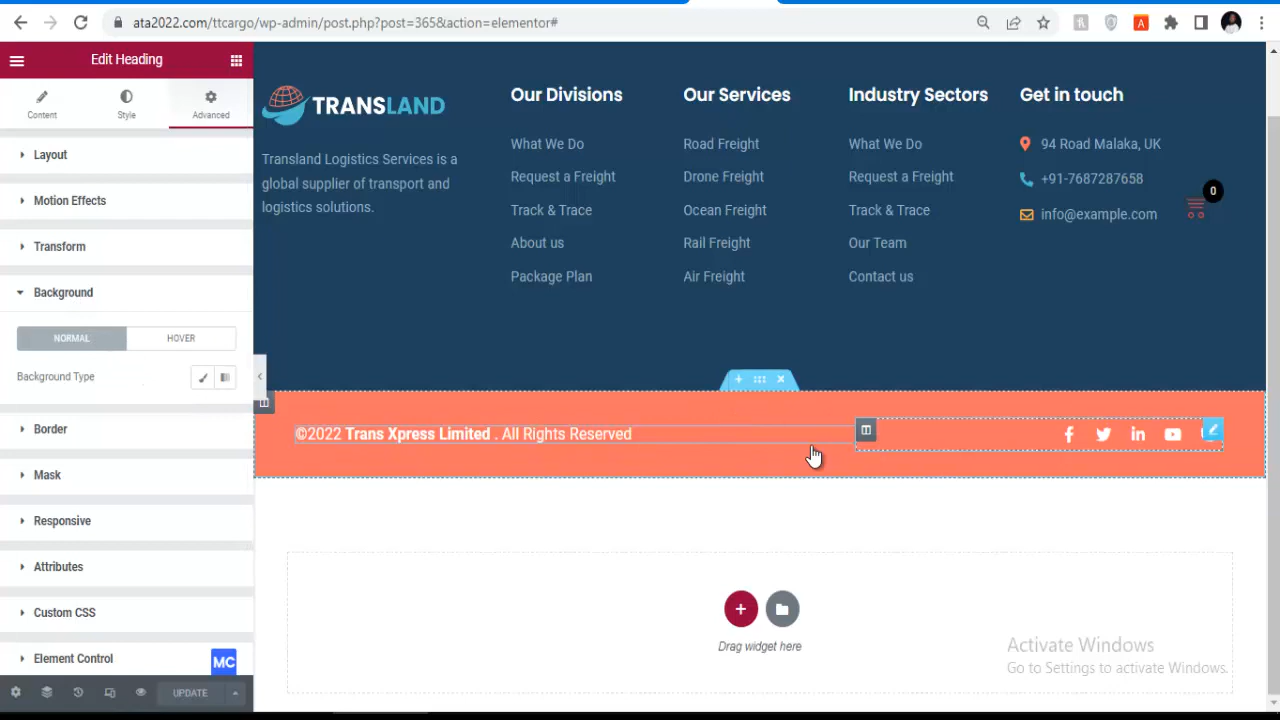 ata2022.com/ttcargo/wp-admin/post.php?post=365&action=elementor#
Edit Heading
Content
Style
Advanced
Layout
Motion Effects
Transform
Background
NORMAL
HOVER
Background Type
Border
Mask
Responsive
Attributes
Custom CSS
Element Control
MC
UPDATE
TRANSLAND
Transland Logistics Services is a
global supplier of transport and
logistics solutions.
Our Divisions
What We Do
Request a Freight
Track & Trace
About us
Package Plan
Our Services
Road Freight
Drone Freight
Ocean Freight
Rail Freight
Air Freight
Industry Sectors
What We Do
Request a Freight
Track & Trace
Our Team
Contact us
Get in touch
94 Road Malaka, UK
+91-7687287658
info@example.com
0
©2022 Trans Xpress Limited . All Rights Reserved
Drag widget here
Activate Windows
Go to Settings to activate Windows.